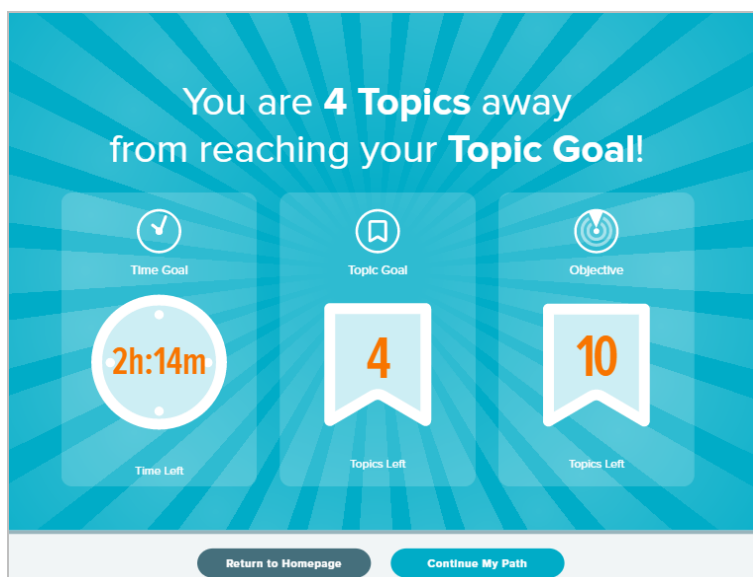 You are 4 Topics away
from reaching your Topic Goal!
Time Goal
2h:14m
Time Left
Topic Goal
4
Topics Left
Objective
10
Topics Left
Return to Homepage
Continue My Path